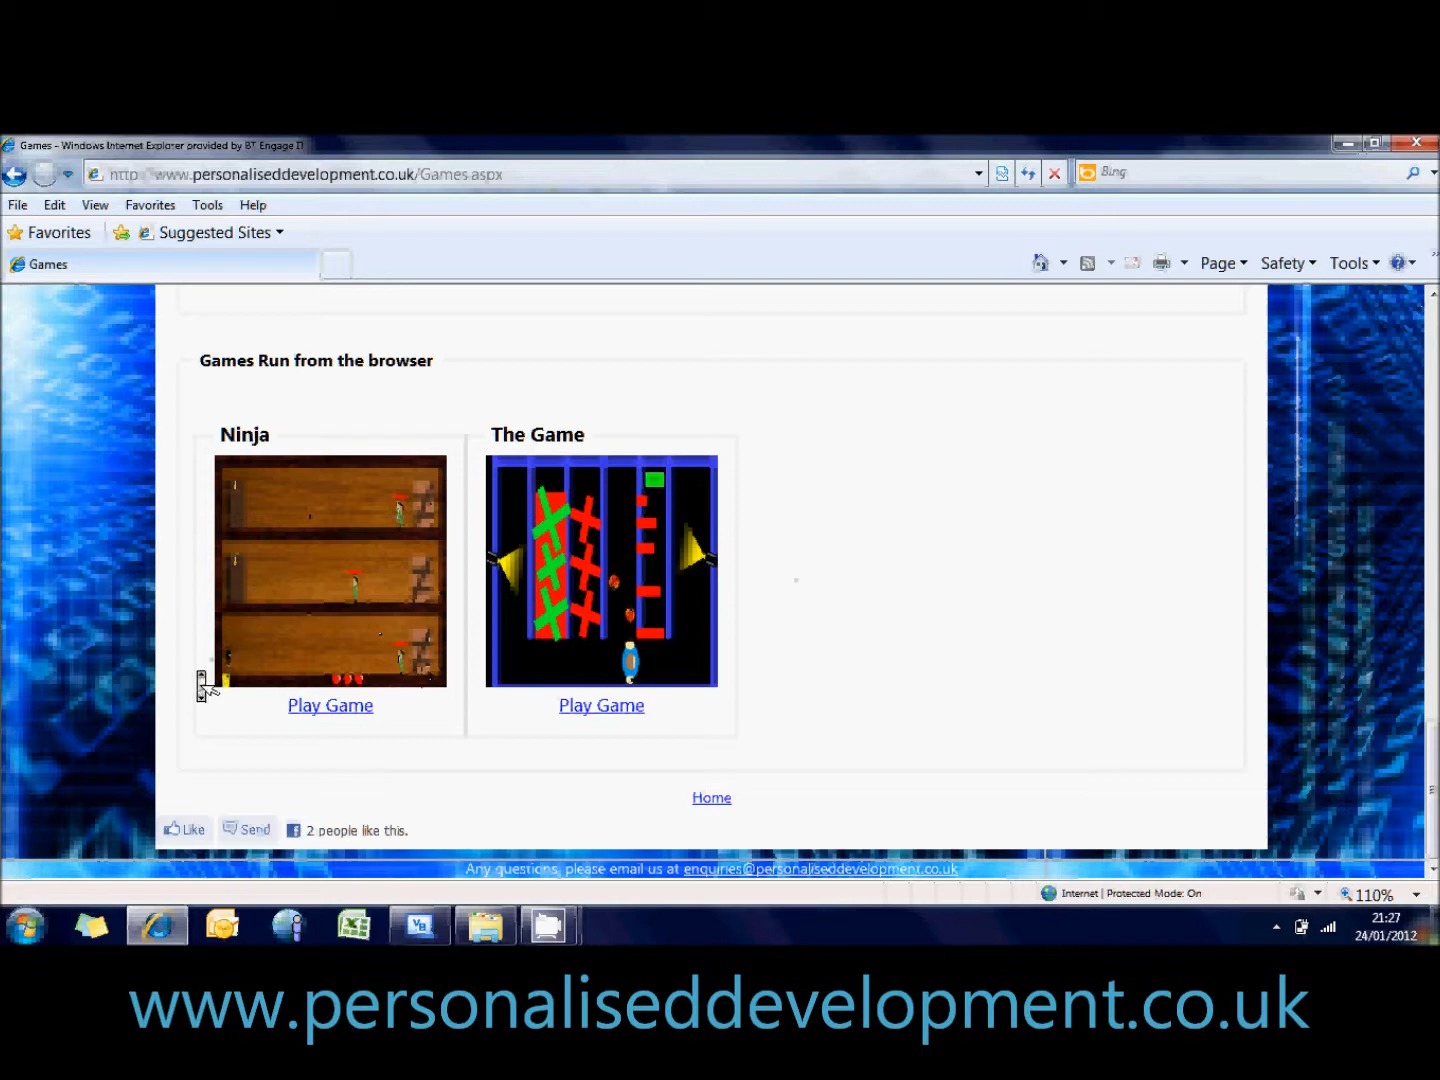 Games - Windows Internet Explorer provided by BT Engage IT
http://www.personaliseddevelopment.co.uk/Games.aspx
Bing
File Edit View Favorites Tools Help
Favorites Suggested Sites
Games
Page Safety Tools
Games Run from the browser
Ninja The Game
Play Game Play Game
Home
Like Send 2 people like this.
Any questions, please email us at enquiries@personaliseddevelopment.co.uk
Internet | Protected Mode: On
110%
21:27
24/01/2012
www.personaliseddevelopment.co.uk